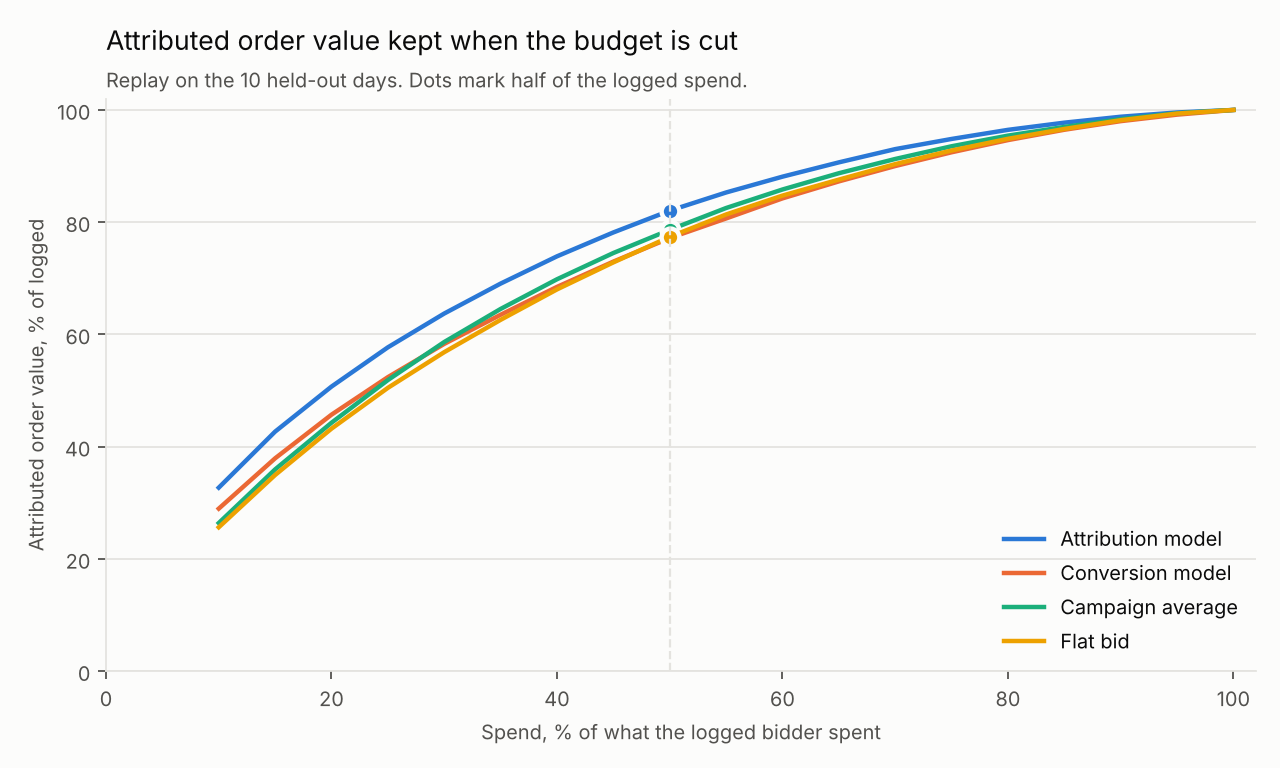 Attributed order value kept when the budget is cut
Replay on the 10 held-out days. Dots mark half of the logged spend.
Attributed order value, % of logged
100
80
60
40
20
0
0 20 40 60 80 100
Spend, % of what the logged bidder spent
Attribution model
Conversion model
Campaign average
Flat bid